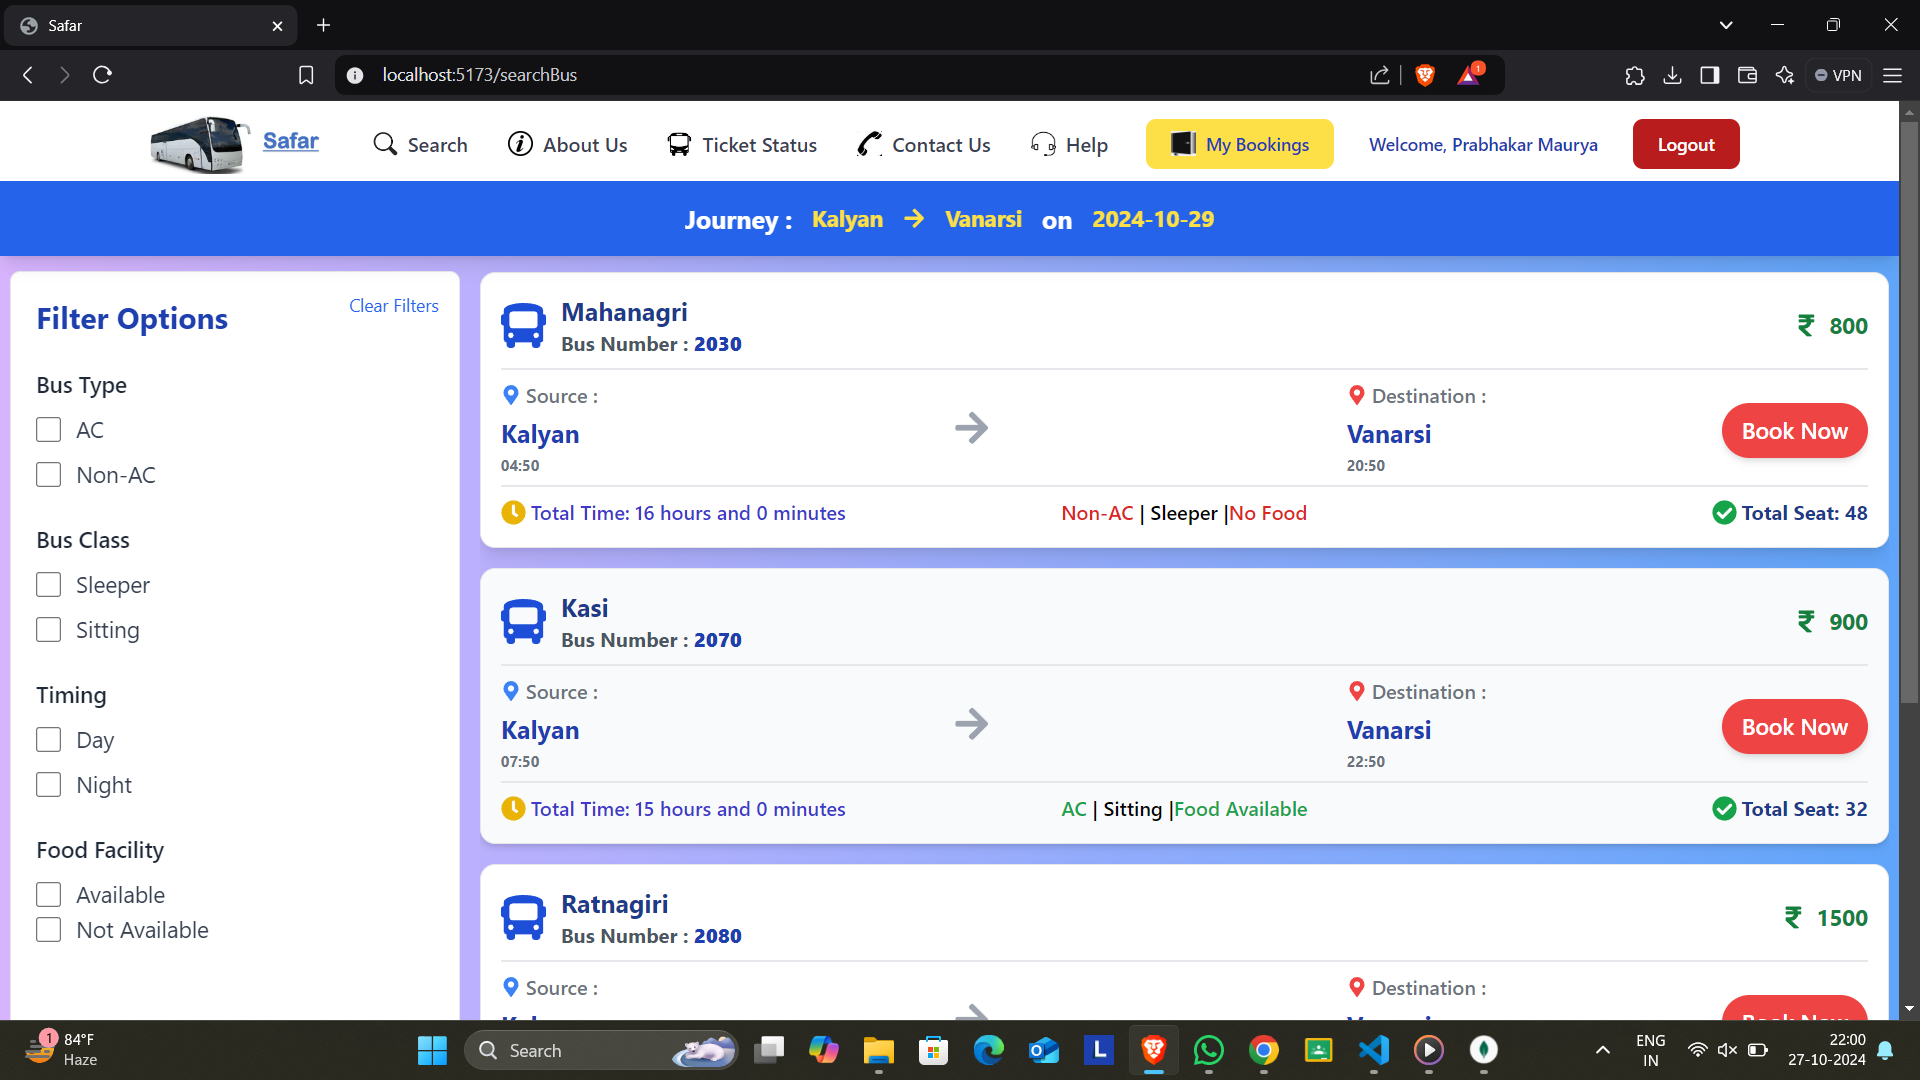 Safar
localhost:5173/searchBus
1
VPN
Safar
Search
About Us
Ticket Status
Contact Us
Help
My Bookings
Welcome, Prabhakar Maurya
Logout
Journey : Kalyan → Vanarsi on 2024-10-29
Filter Options
Clear Filters
Bus Type
AC
Non-AC
Bus Class
Sleeper
Sitting
Timing
Day
Night
Food Facility
Available
Not Available
Mahanagri
Bus Number : 2030
₹ 800
Source :
Kalyan
04:50
Destination :
Vanarsi
20:50
Book Now
Total Time: 16 hours and 0 minutes
Non-AC | Sleeper |No Food
Total Seat: 48
Kasi
Bus Number : 2070
₹ 900
Source :
Kalyan
07:50
Destination :
Vanarsi
22:50
Book Now
Total Time: 15 hours and 0 minutes
AC | Sitting |Food Available
Total Seat: 32
Ratnagiri
Bus Number : 2080
₹ 1500
Source :
Destination :
Book Now
1
84°F
Haze
Search
L
ENG
IN
22:00
27-10-2024